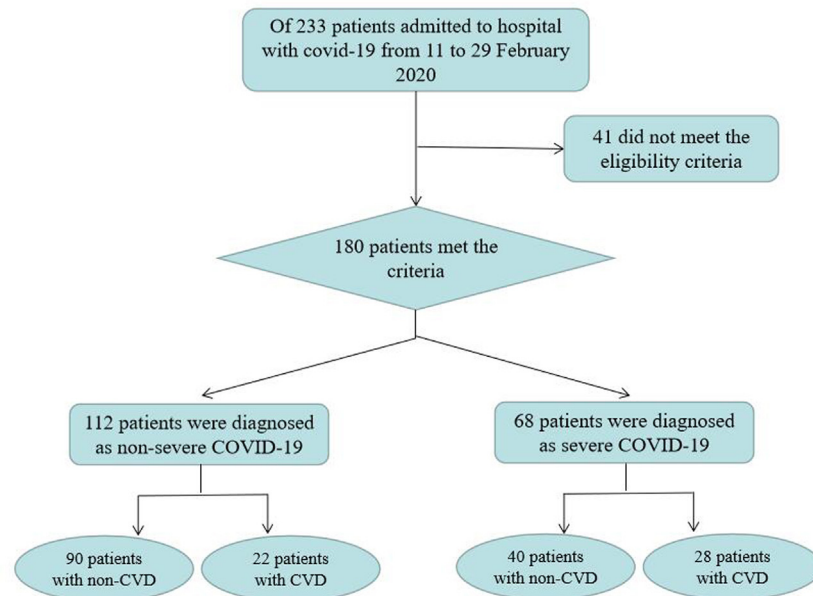 Of 233 patients admitted to hospital
with covid-19 from 11 to 29 February
2020
41 did not meet the
eligibility criteria
180 patients met the
criteria
112 patients were diagnosed
as non-severe COVID-19
68 patients were diagnosed
as severe COVID-19
90 patients
with non-CVD
22 patients
with CVD
40 patients
with non-CVD
28 patients
with CVD